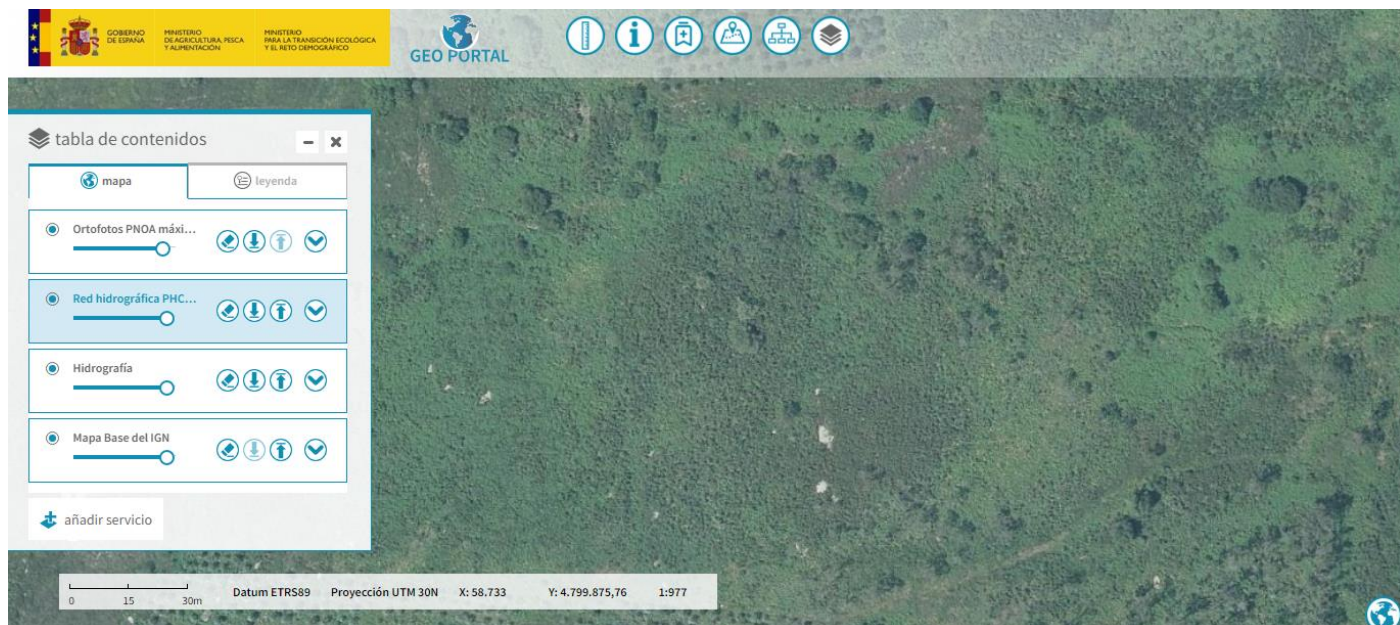 GOBIERNO
DE ESPAÑA
MINISTERIO
DE AGRICULTURA, PESCA
Y ALIMENTACIÓN
MINISTERIO
PARA LA TRANSICIÓN ECOLÓGICA
Y EL RETO DEMOGRÁFICO
GEO PORTAL
tabla de contenidos
mapa
leyenda
Ortofotos PNOA máxi...
Red hidrográfica PHC...
Hidrografía
Mapa Base del IGN
añadir servicio
0 15 30m
Datum ETRS89 Proyección UTM 30N X: 58.733 Y: 4.799.875,76 1:977